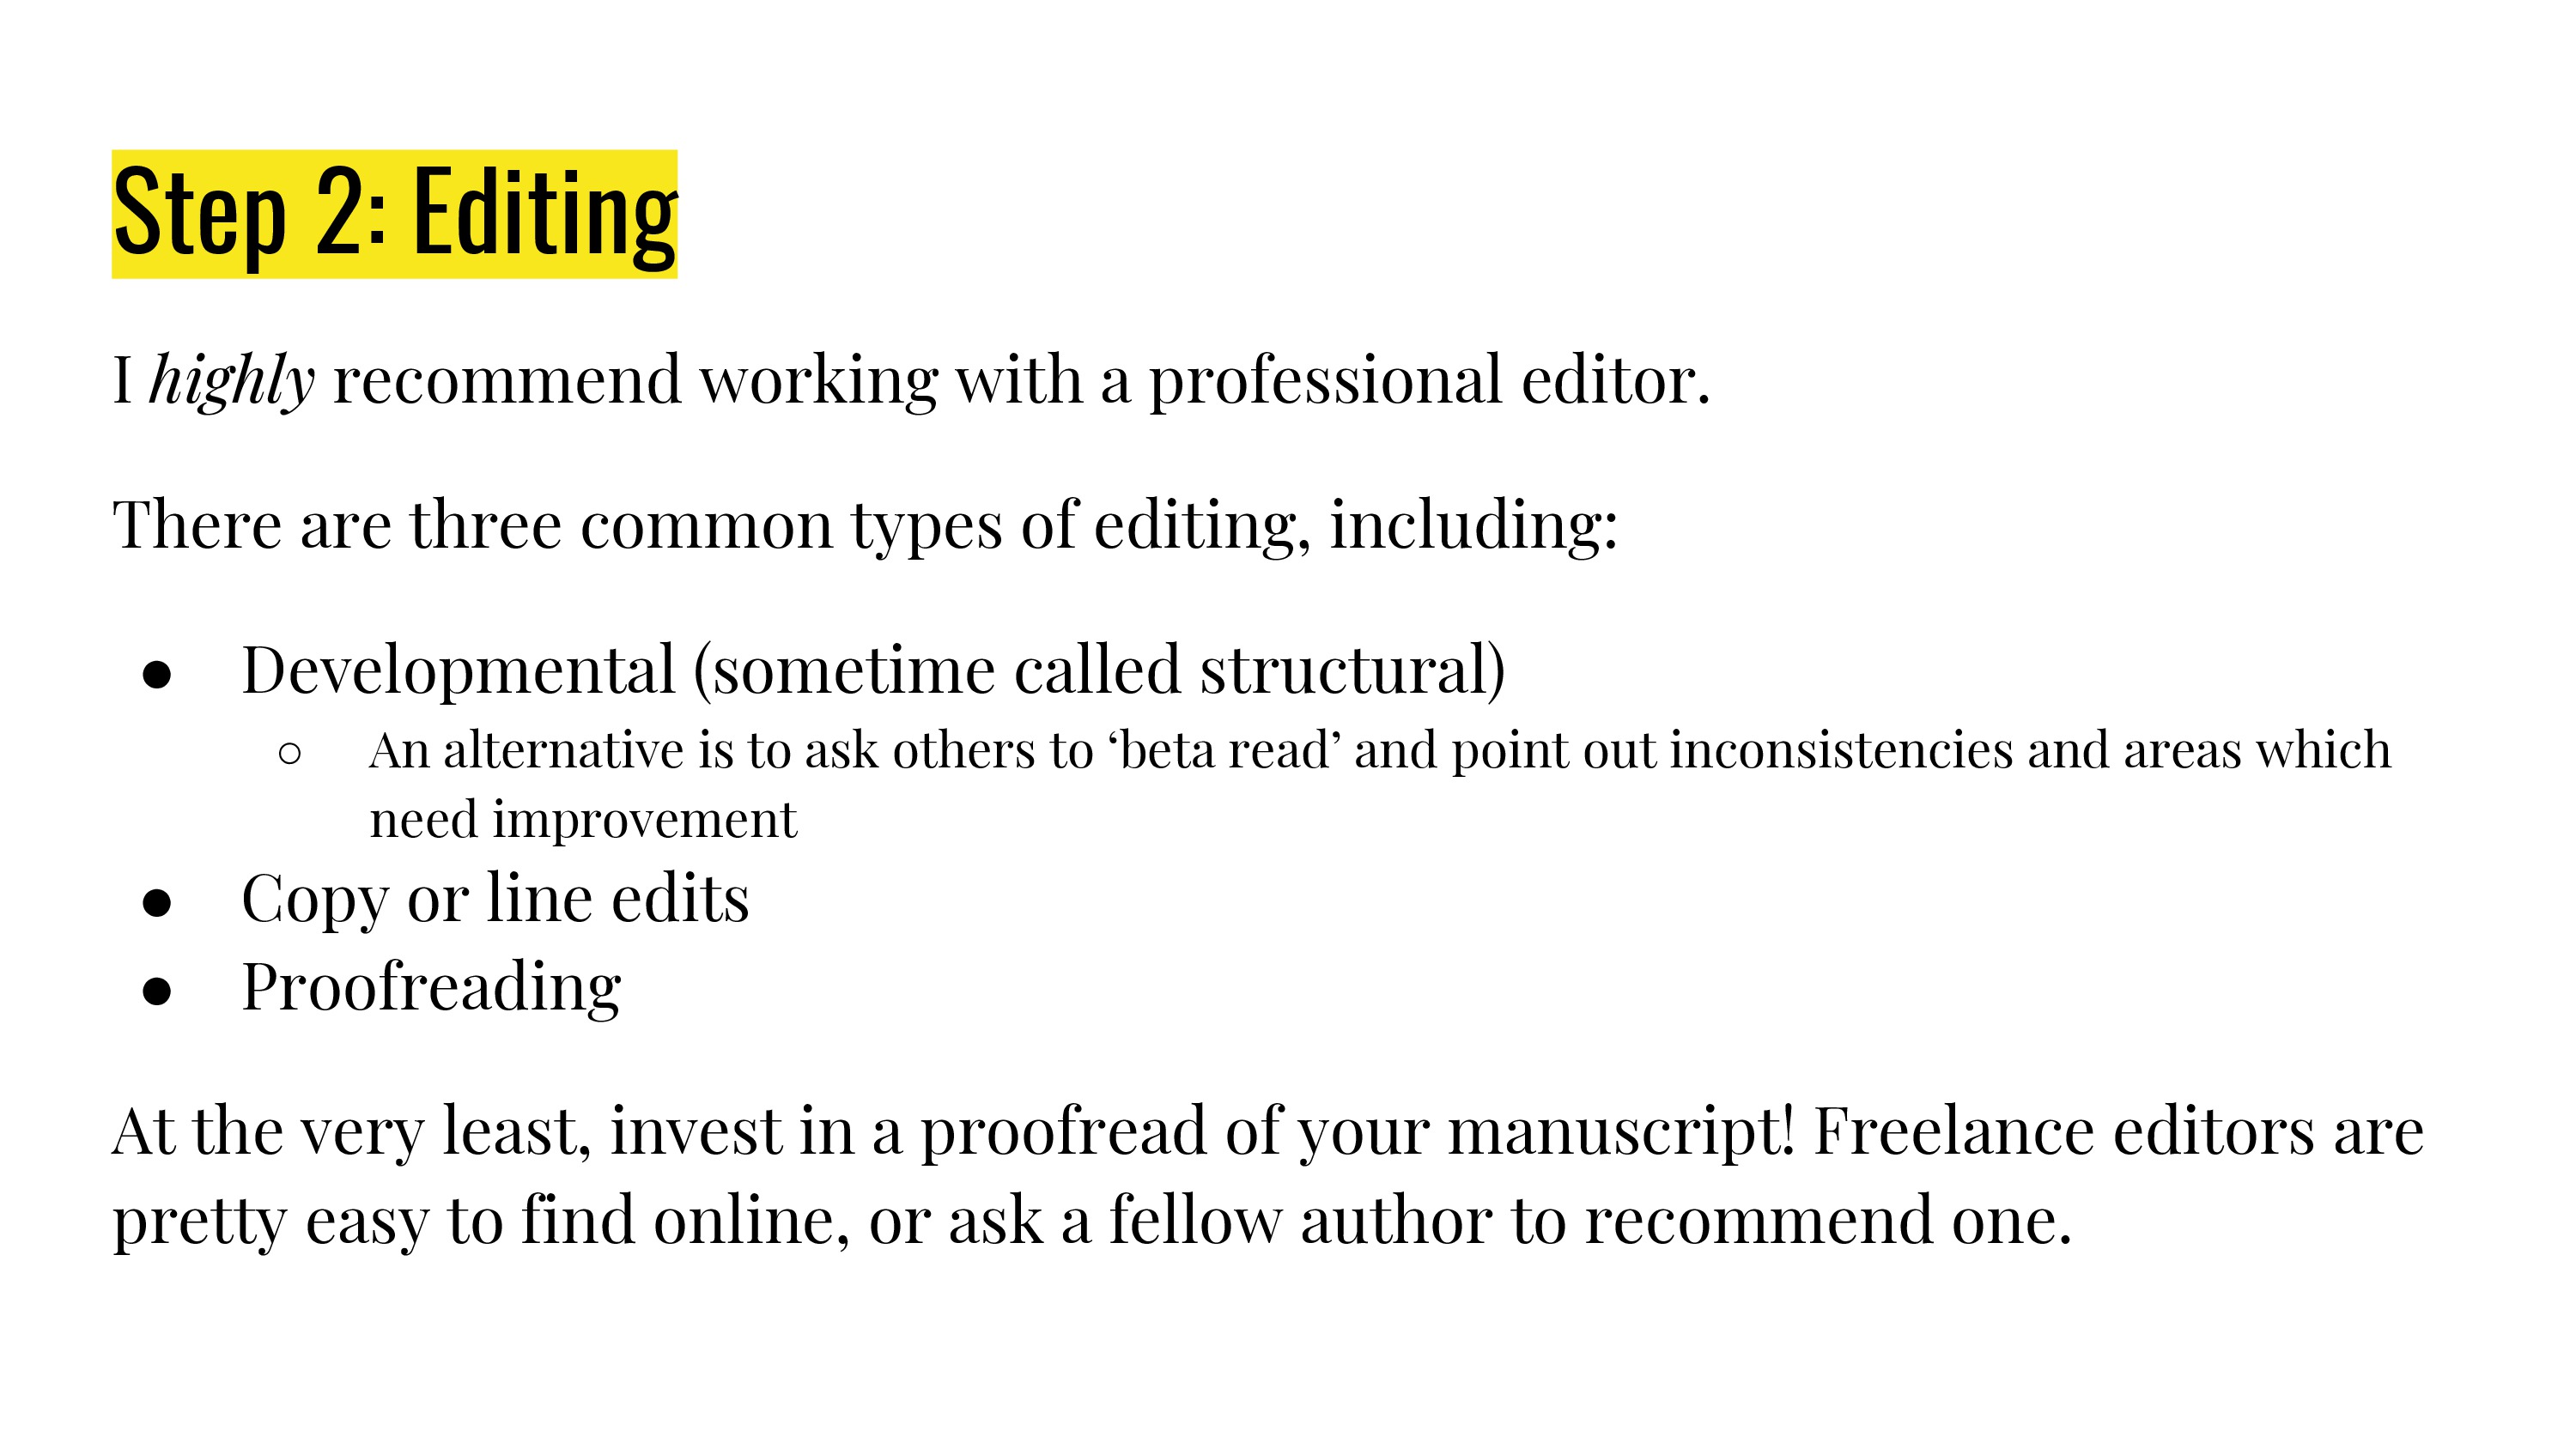 Step 2: Editing
I highly recommend working with a professional editor.
There are three common types of editing, including:
● Developmental (sometime called structural)
○ An alternative is to ask others to ‘beta read’ and point out inconsistencies and areas which
need improvement
● Copy or line edits
● Proofreading
At the very least, invest in a proofread of your manuscript! Freelance editors are
pretty easy to find online, or ask a fellow author to recommend one.